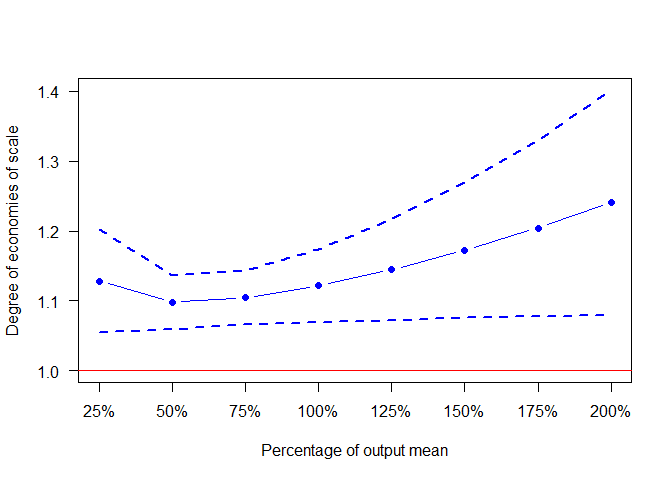 Degree of economies of scale
1.4
1.3
1.2
1.1
1.0
25% 50% 75% 100% 125% 150% 175% 200%
Percentage of output mean